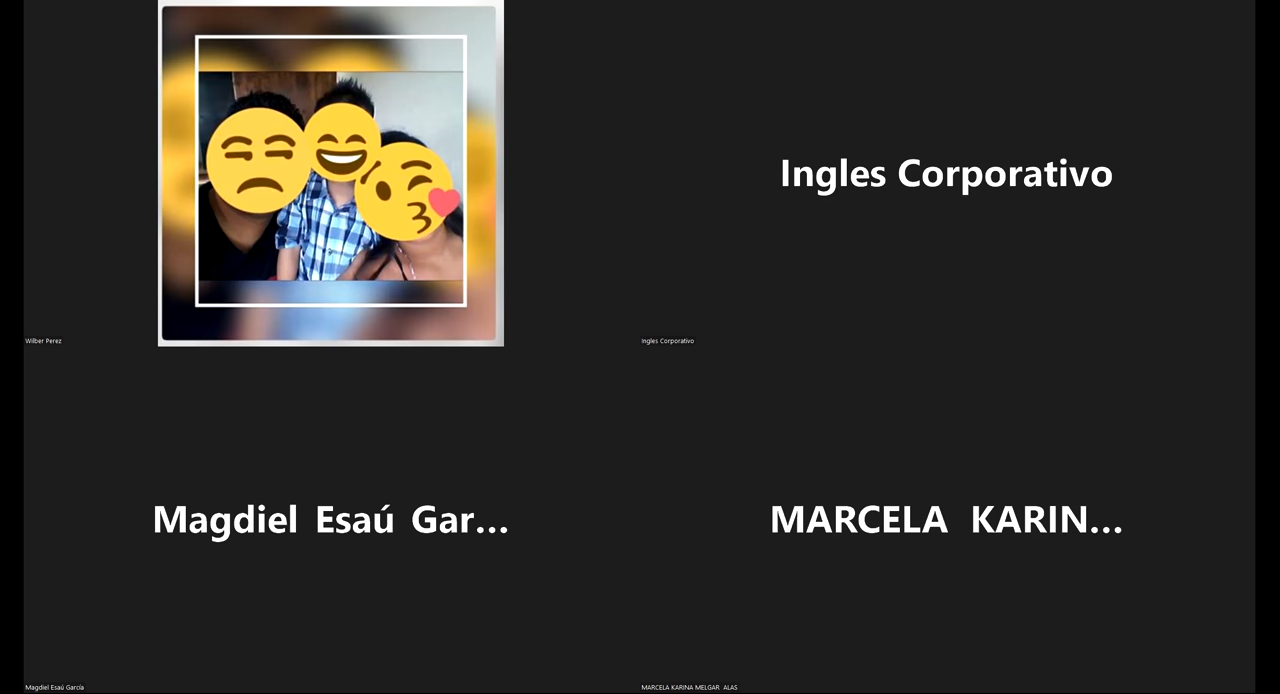 Ingles Corporativo
Wilber Perez
Ingles Corporativo
Magdiel Esaú Gar...
MARCELA KARIN...
Magdiel Esaú García
MARCELA KARINA MELGAR ALAS